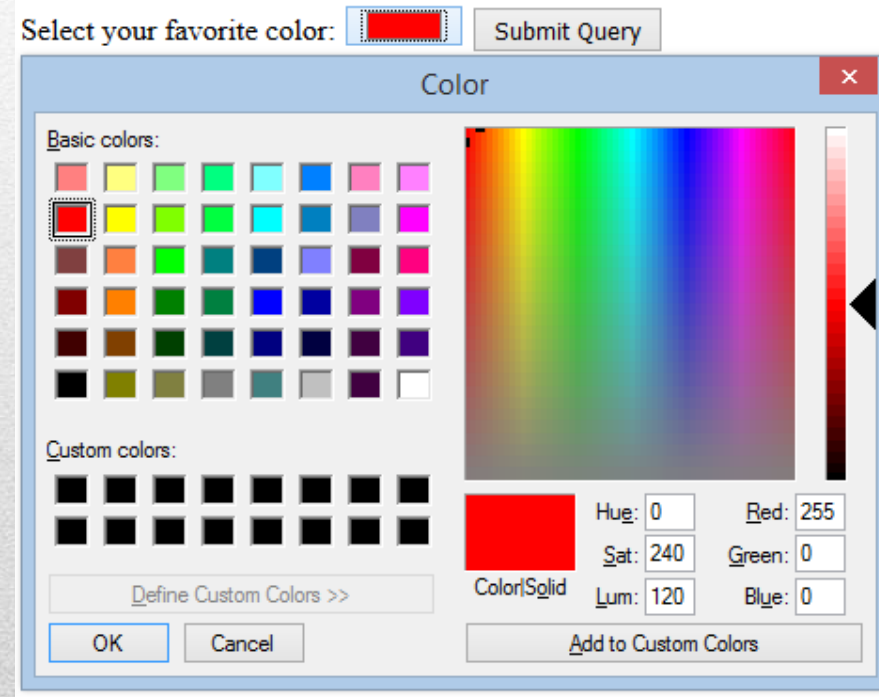 Select your favorite color: Submit Query
Color
Basic colors:
Custom colors:
Define Custom Colors >>
OK Cancel
Color|Solid
Hue: 0 Red: 255
Sat: 240 Green: 0
Lum: 120 Blue: 0
Add to Custom Colors